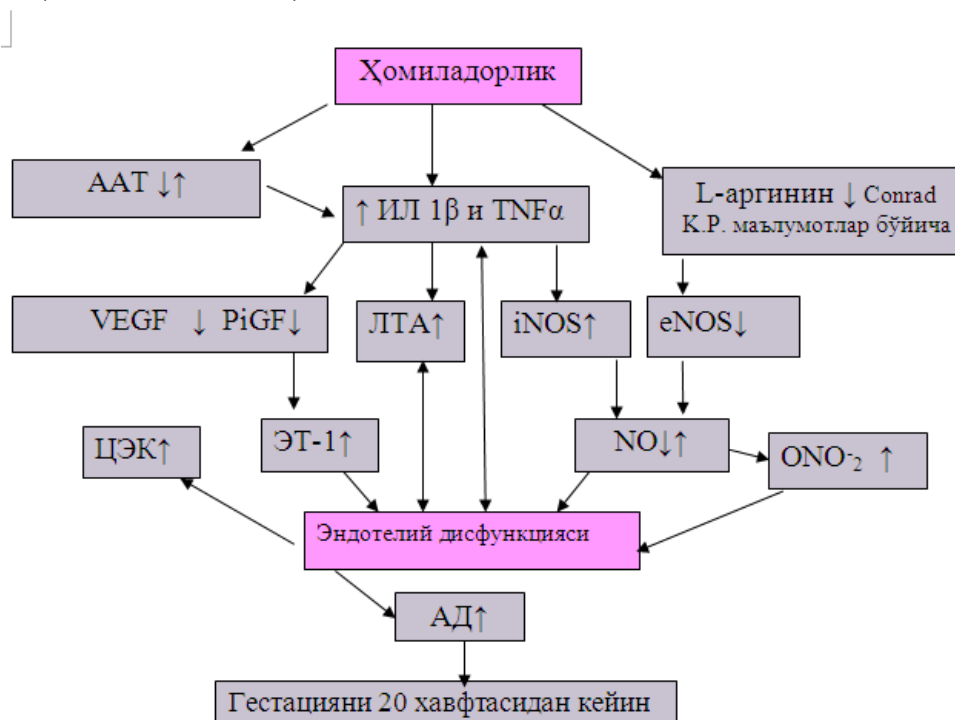 Ҳомиладорлик
ААТ ↓↑
↑ ИЛ 1β и TNFα
L-аргинин ↓ Conrad
К.Р. маълумотлар бўйича
VEGF ↓ PiGF↓
ЛТА↑
iNOS↑
eNOS↓
ЦЭК↑
ЭТ-1↑
NO↓↑
ONO-2 ↑
Эндотелий дисфункцияси
АД↑
Гестацияни 20 хавфтасидан кейин